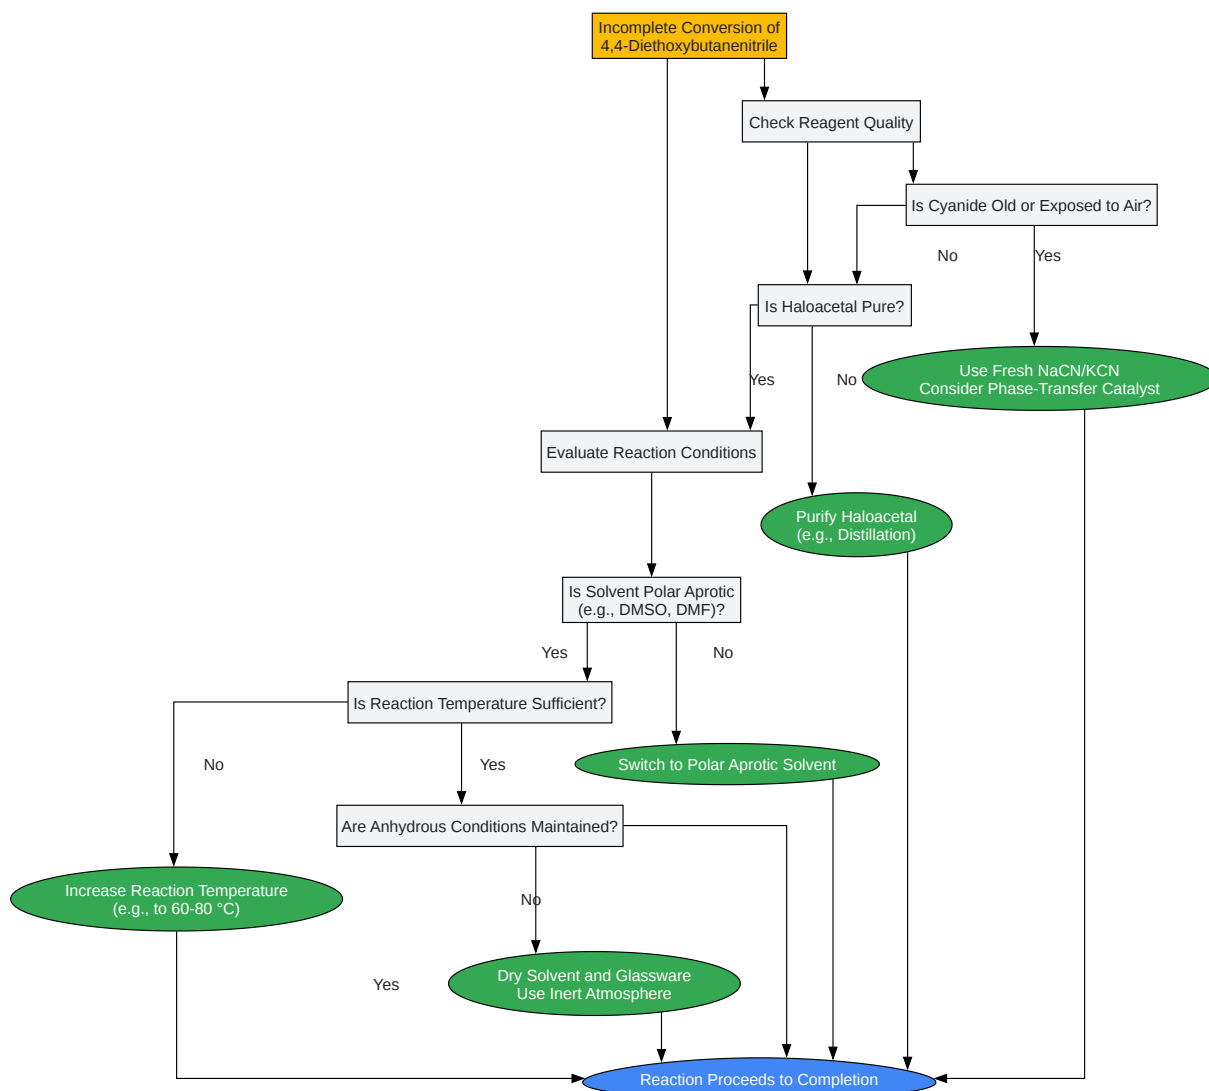 Incomplete Conversion of
4,4-Diethoxybutanenitrile
Check Reagent Quality
Is Cyanide Old or Exposed to Air?
No
Yes
Is Haloacetal Pure?
Yes
No
Use Fresh NaCN/KCN
Consider Phase-Transfer Catalyst
Evaluate Reaction Conditions
Purify Haloacetal
(e.g., Distillation)
Is Solvent Polar Aprotic
(e.g., DMSO, DMF)?
Yes
No
Is Reaction Temperature Sufficient?
No
Yes
Switch to Polar Aprotic Solvent
Are Anhydrous Conditions Maintained?
Increase Reaction Temperature
(e.g., to 60-80 °C)
No
Yes
Dry Solvent and Glassware
Use Inert Atmosphere
Reaction Proceeds to Completion